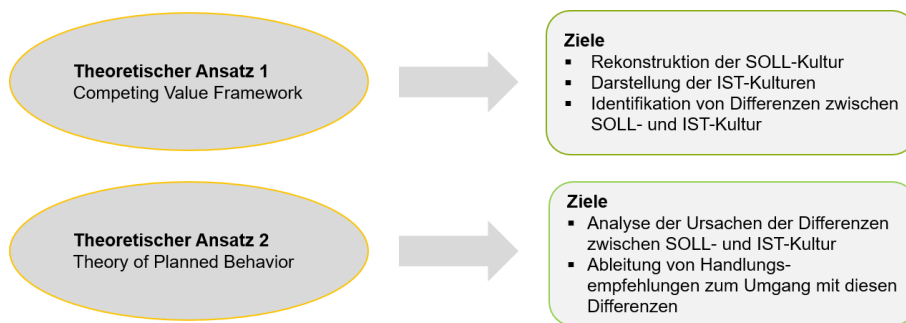 Theoretischer Ansatz 1
Competing Value Framework
Ziele
▪ Rekonstruktion der SOLL-Kultur
▪ Darstellung der IST-Kulturen
▪ Identifikation von Differenzen zwischen
SOLL- und IST-Kultur
Theoretischer Ansatz 2
Theory of Planned Behavior
Ziele
▪ Analyse der Ursachen der Differenzen
zwischen SOLL- und IST-Kultur
▪ Ableitung von Handlungs-
empfehlungen zum Umgang mit diesen
Differenzen